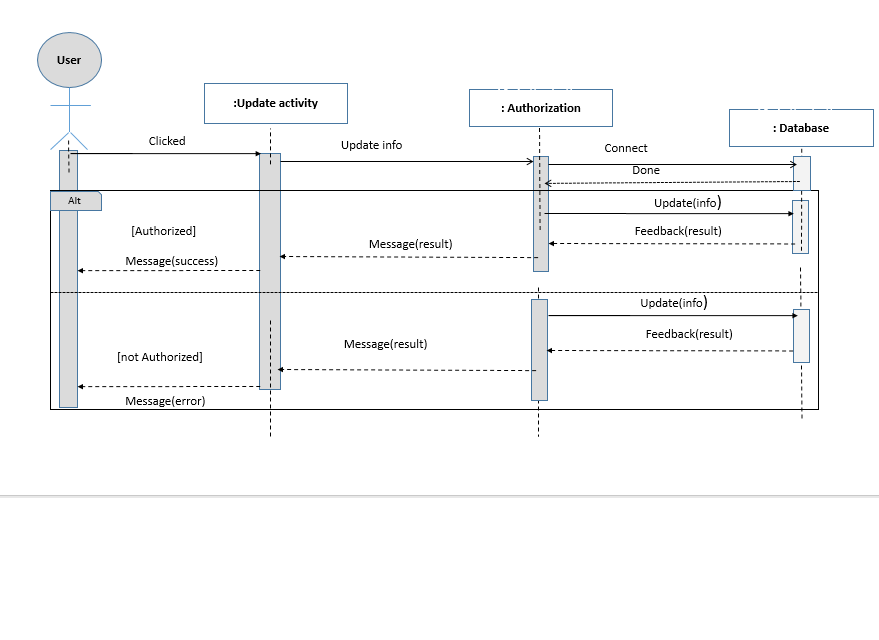 User
:Update activity
: Authorization
: Database
Clicked
Update info
Connect
Done
Alt
Update(info)
[Authorized]
Feedback(result)
Message(result)
Message(success)
Update(info)
Feedback(result)
Message(result)
[not Authorized]
Message(error)